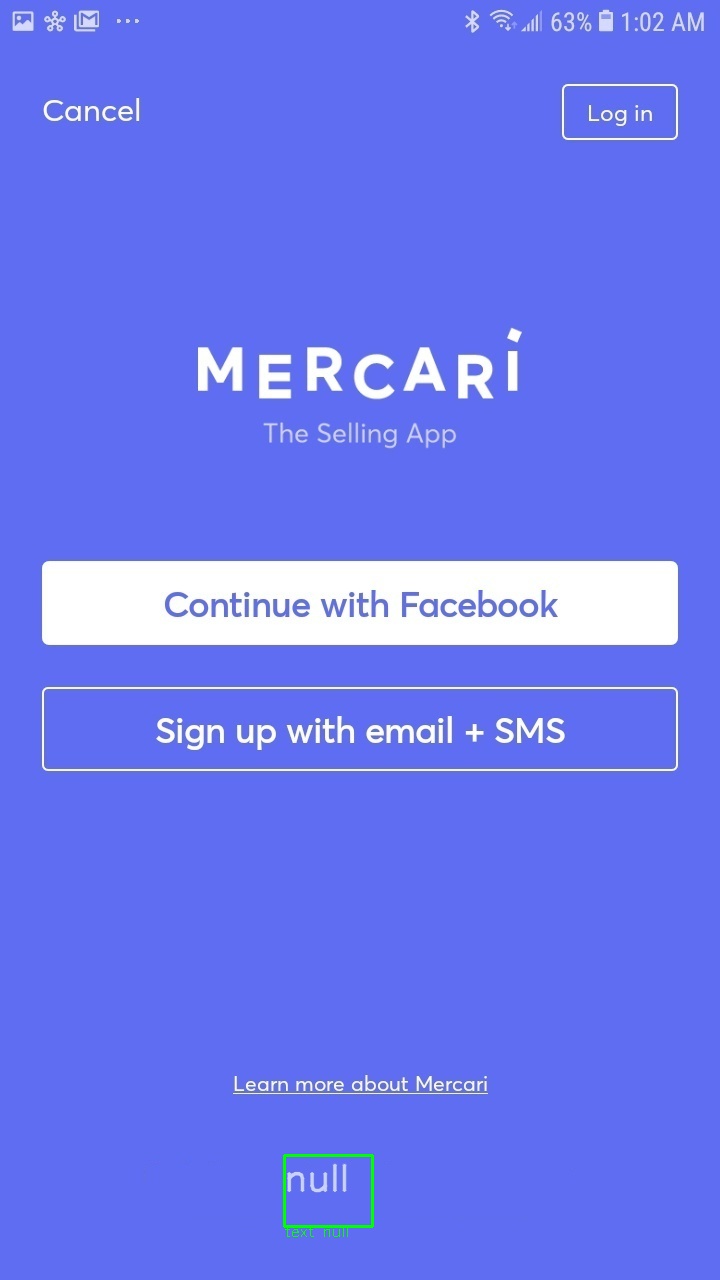 63% 1:02 AM
Cancel
Log in
MERCARI
The Selling App
Continue with Facebook
Sign up with email + SMS
Learn more about Mercari
null
text null